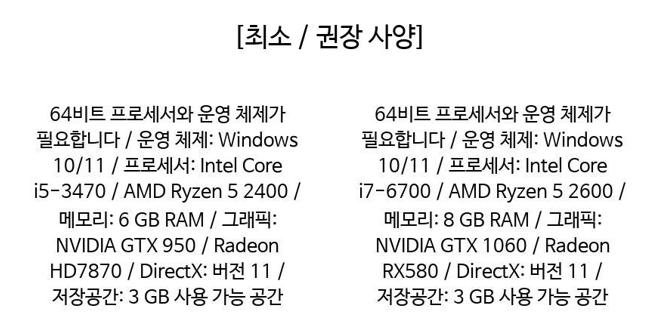 [최소 / 권장 사양]
64비트 프로세서와 운영 체제가
필요합니다 / 운영 체제: Windows
10/11 / 프로세서: Intel Core
i5-3470 / AMD Ryzen 5 2400 /
메모리: 6 GB RAM / 그래픽:
NVIDIA GTX 950 / Radeon
HD7870 / DirectX: 버전 11 /
저장공간: 3 GB 사용 가능 공간
64비트 프로세서와 운영 체제가
필요합니다 / 운영 체제: Windows
10/11 / 프로세서: Intel Core
i7-6700 / AMD Ryzen 5 2600 /
메모리: 8 GB RAM / 그래픽:
NVIDIA GTX 1060 / Radeon
RX580 / DirectX: 버전 11 /
저장공간: 3 GB 사용 가능 공간